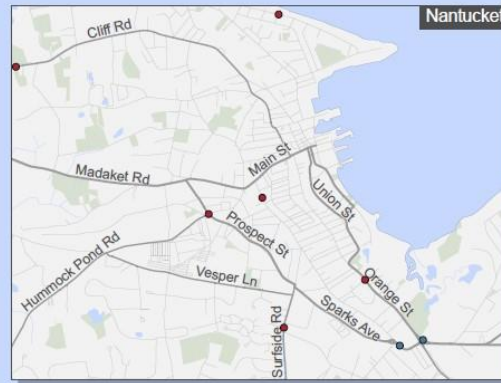 Nantucket
Cliff Rd
Main St
Madaket Rd
Union St
Prospect St
Hummock Pond Rd
Vesper Ln
Orange St
Sparks Ave
Surfside Rd